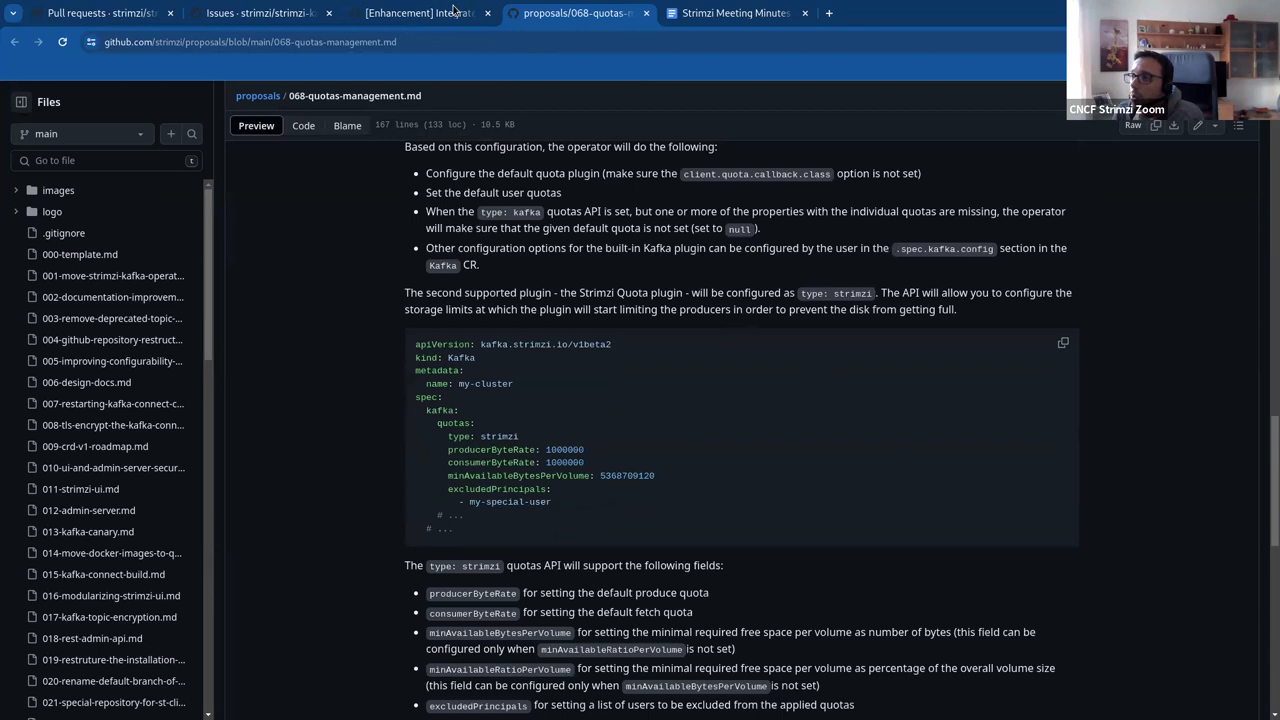 Pull requests · strimzi/str
Issues · strimzi/strimzi-k
[Enhancement] Integrat
proposals/068-quotas-m
Strimzi Meeting Minutes
github.com/strimzi/proposals/blob/main/068-quotas-management.md
CNCF Strimzi Zoom
Files
main
Go to file
t
images
logo
.gitignore
000-template.md
001-move-strimzi-kafka-operat...
002-documentation-improvem...
003-remove-deprecated-topic-...
004-github-repository-restruct...
005-improving-configurability-...
006-design-docs.md
007-restarting-kafka-connect-c...
008-tls-encrypt-the-kafka-conn...
009-crd-v1-roadmap.md
010-ui-and-admin-server-secur...
011-strimzi-ui.md
012-admin-server.md
013-kafka-canary.md
014-move-docker-images-to-q...
015-kafka-connect-build.md
016-modularizing-strimzi-ui.md
017-kafka-topic-encryption.md
018-rest-admin-api.md
019-restruture-the-installation-...
020-rename-default-branch-of-...
021-special-repository-for-st-cli...
proposals / 068-quotas-management.md
Preview Code Blame 167 lines (133 loc) · 10.5 KB Raw
Based on this configuration, the operator will do the following:
• Configure the default quota plugin (make sure the client.quota.callback.class option is not set)
• Set the default user quotas
• When the type: kafka quotas API is set, but one or more of the properties with the individual quotas are missing, the operator
will make sure that the given default quota is not set (set to null ).
• Other configuration options for the built-in Kafka plugin can be configured by the user in the .spec.kafka.config section in the
Kafka CR.
The second supported plugin - the Strimzi Quota plugin - will be configured as type: strimzi. The API will allow you to configure the
storage limits at which the plugin will start limiting the producers in order to prevent the disk from getting full.
apiVersion: kafka.strimzi.io/v1beta2
kind: Kafka
metadata:
name: my-cluster
spec:
kafka:
quotas:
type: strimzi
producerByteRate: 1000000
consumerByteRate: 1000000
minAvailableBytesPerVolume: 5368709120
excludedPrincipals:
- my-special-user
# ...
# ...
The type: strimzi quotas API will support the following fields:
• producerByteRate for setting the default produce quota
• consumerByteRate for setting the default fetch quota
• minAvailableBytesPerVolume for setting the minimal required free space per volume as number of bytes (this field can be
configured only when minAvailableRatioPerVolume is not set)
• minAvailableRatioPerVolume for setting the minimal required free space per volume as percentage of the overall volume size
(this field can be configured only when minAvailableBytesPerVolume is not set)
• excludedPrincipals for setting a list of users to be excluded from the applied quotas